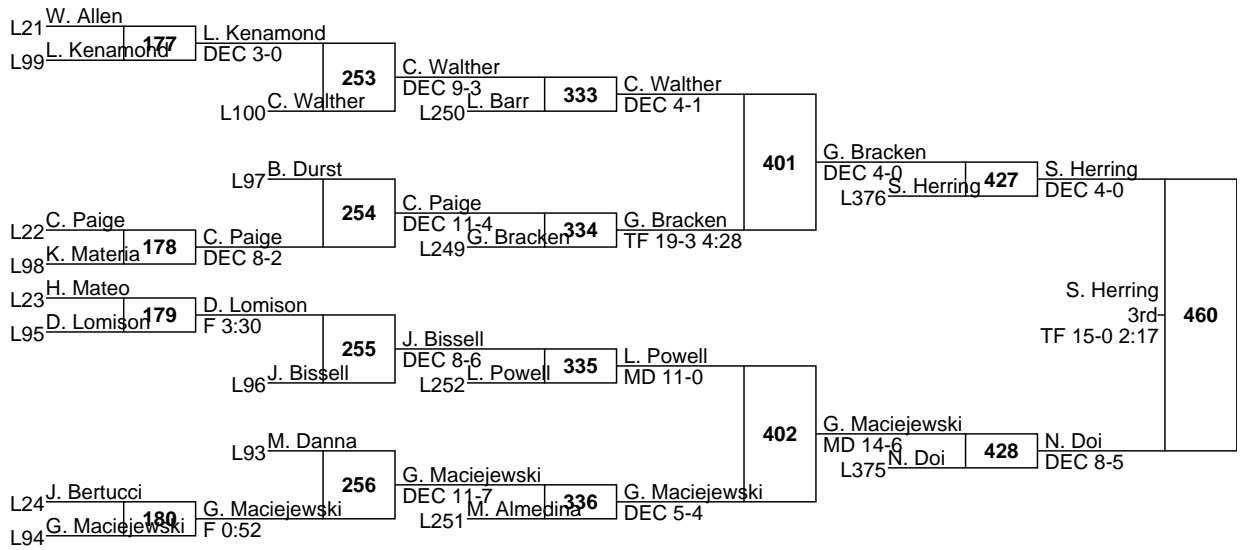 L21 W. Allen
L99 L. Kenamond
177
L. Kenamond
DEC 3-0
L100 C. Walther
253
C. Walther
DEC 9-3
L250 L. Barr
333
C. Walther
DEC 4-1
L97 B. Durst
L22 C. Paige
L98 K. Materia
178
C. Paige
DEC 8-2
254
C. Paige
DEC 11-4
L249 G. Bracken
334
G. Bracken
TF 19-3 4:28
401
G. Bracken
DEC 4-0
L376 S. Herring
427
S. Herring
DEC 4-0
L23 H. Mateo
L95 D. Lomison
179
D. Lomison
F 3:30
L96 J. Bissell
255
J. Bissell
DEC 8-6
L252 L. Powell
335
L. Powell
MD 11-0
L93 M. Danna
L24 J. Bertucci
L94 G. Maciejewski
180
G. Maciejewski
F 0:52
256
G. Maciejewski
DEC 11-7
L251 M. Almedina
336
G. Maciejewski
DEC 5-4
402
G. Maciejewski
MD 14-6
L375 N. Doi
428
N. Doi
DEC 8-5
S. Herring
3rd
TF 15-0 2:17
460